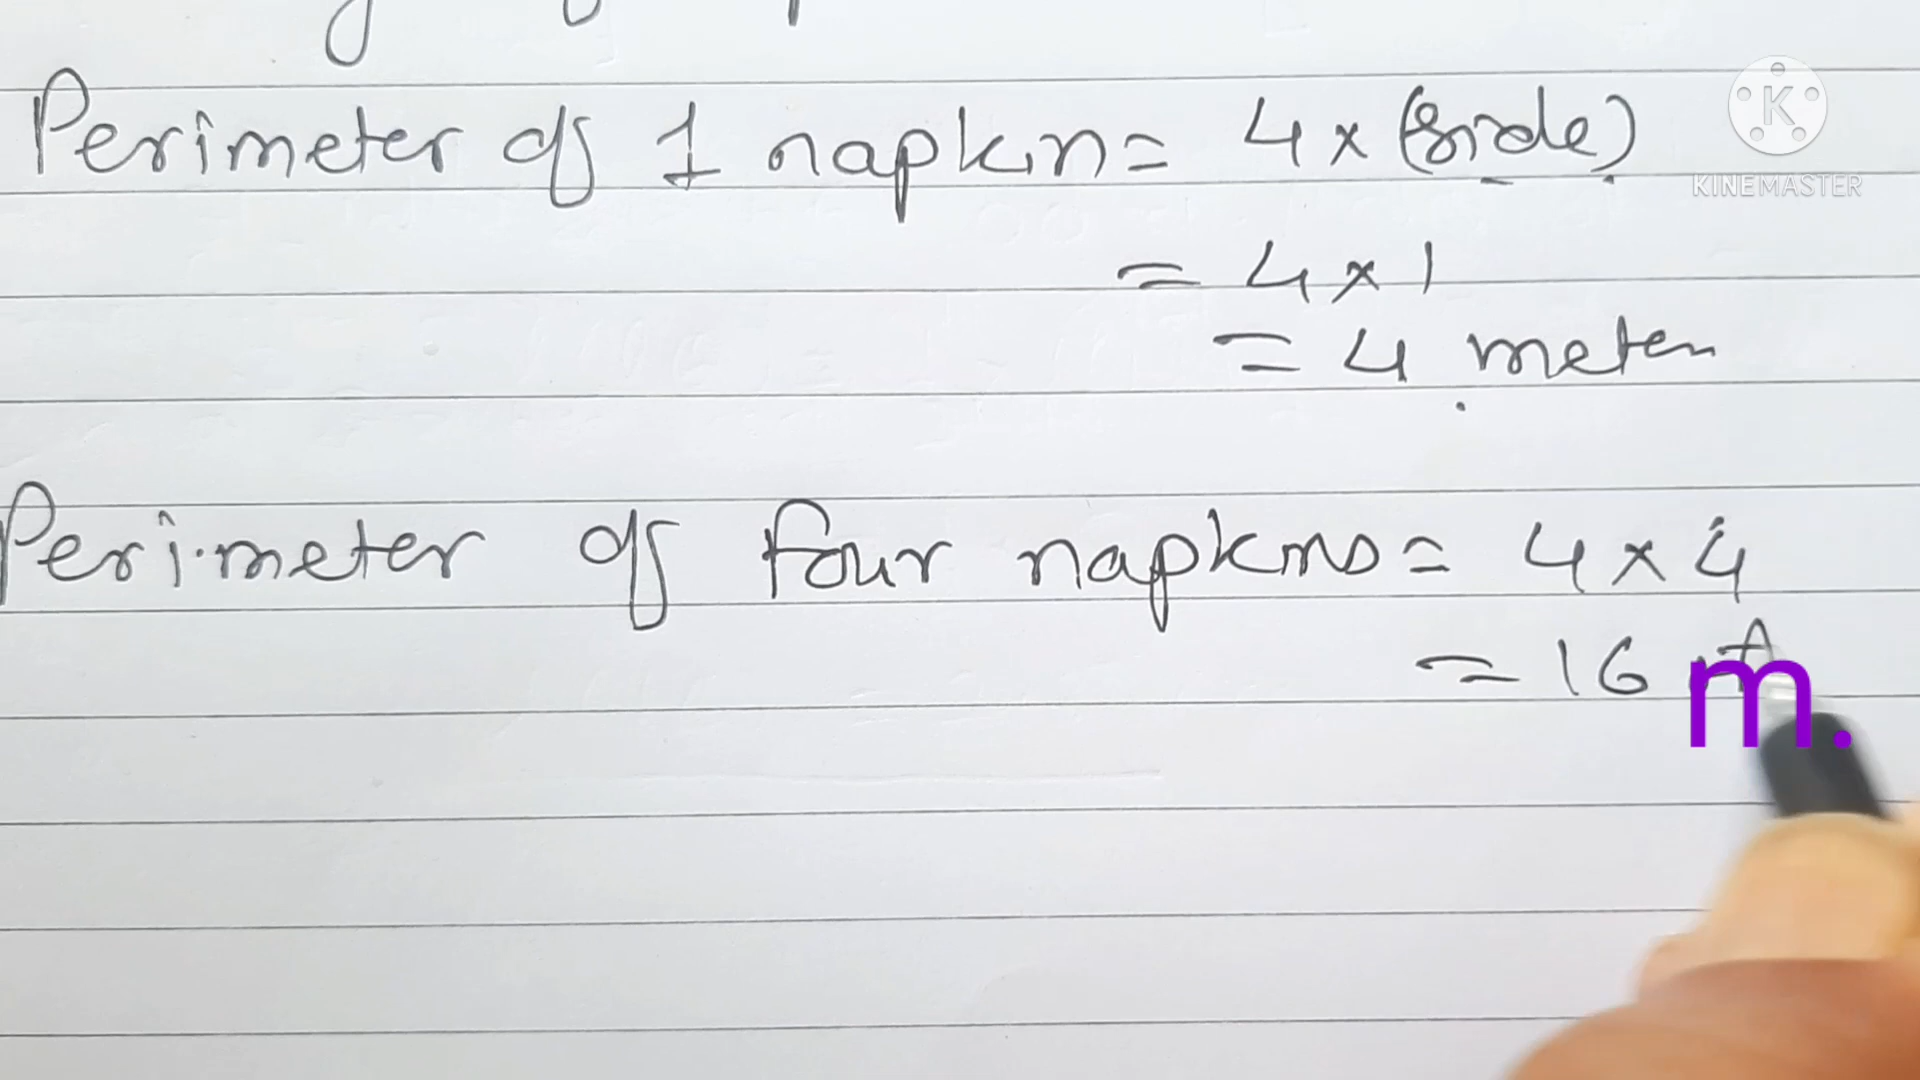 Perimeter of 1 napkin = 4 × (side)
KINEMASTER
= 4 × 1
= 4 meter
Perimeter of four napkins = 4 × 4
= 16 m.